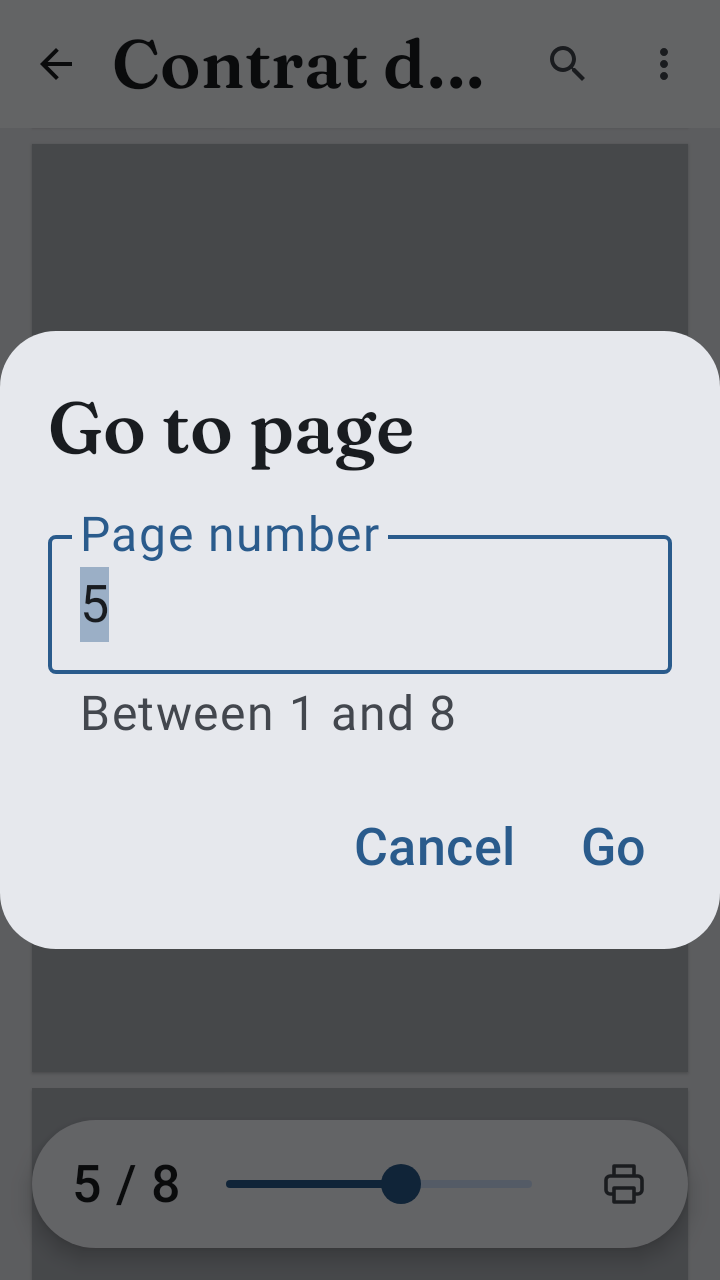 Contrat d...
Go to page
Page number
5
Between 1 and 8
Cancel Go
5 / 8